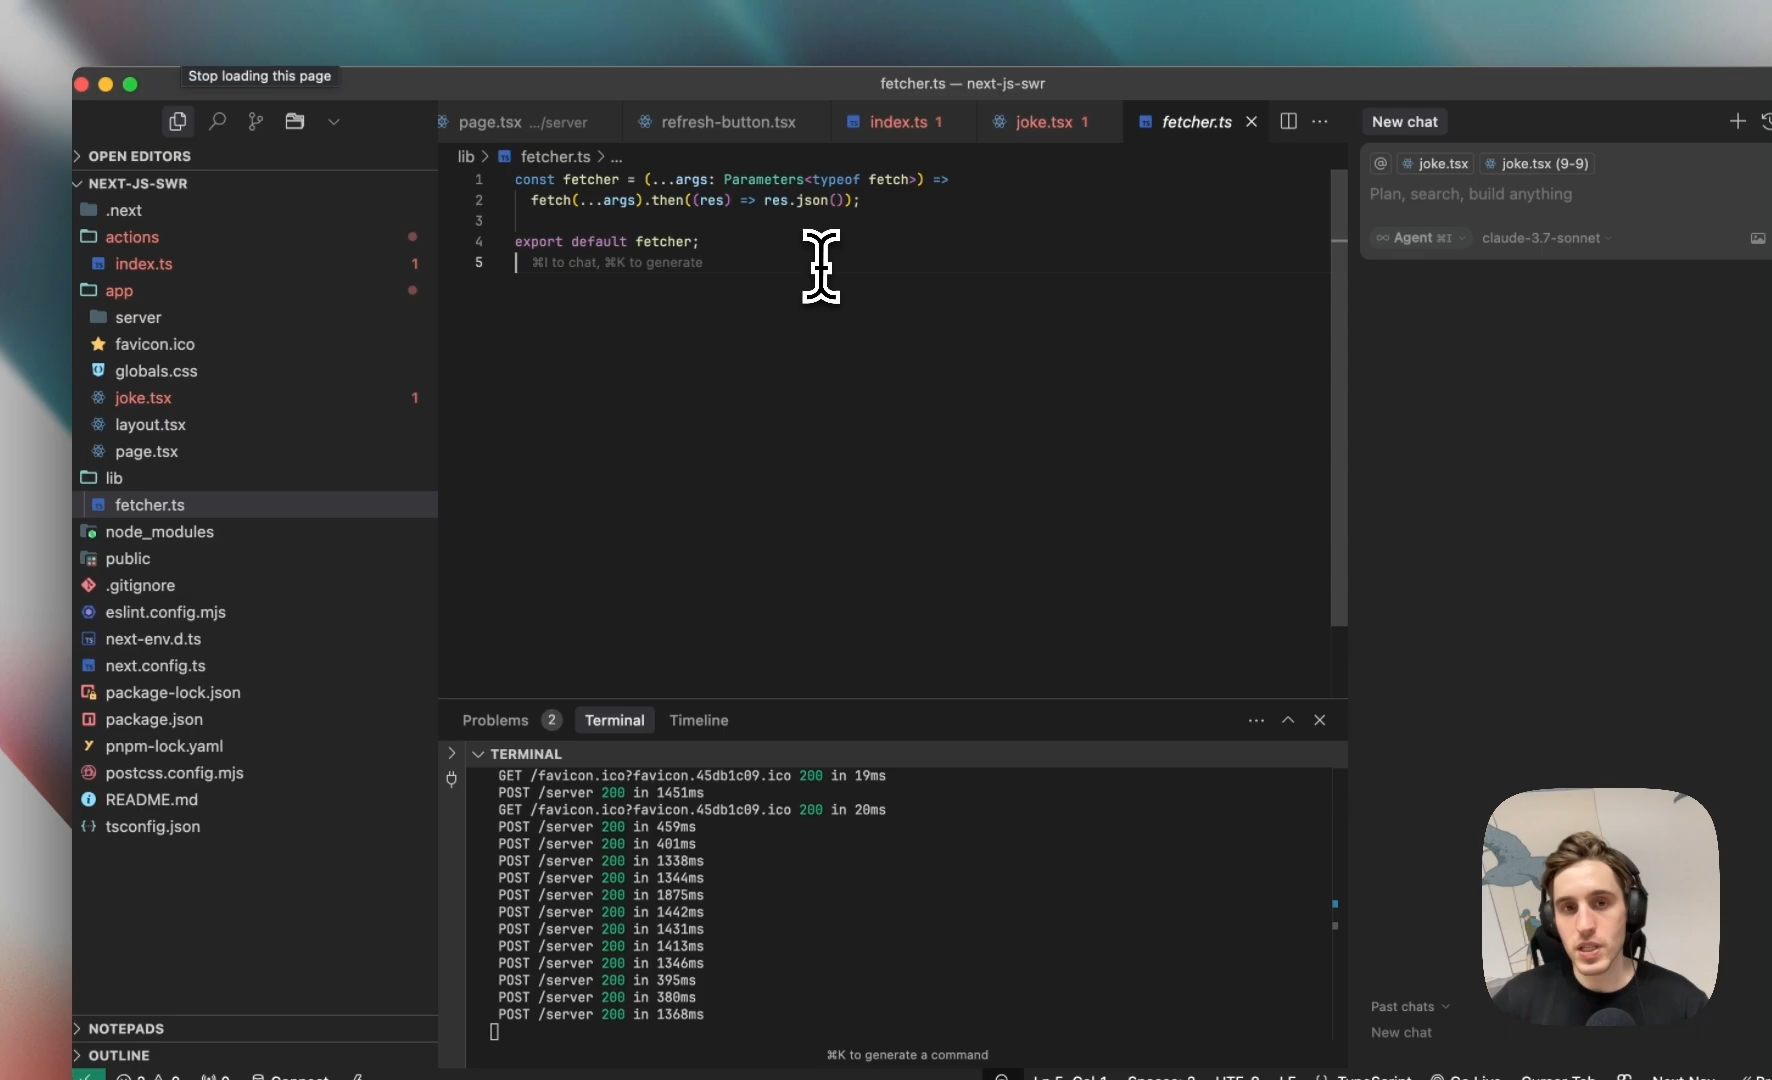 Stop loading this page
fetcher.ts — next-js-swr
page.tsx .../server
refresh-button.tsx
index.ts 1
joke.tsx 1
fetcher.ts
OPEN EDITORS
NEXT-JS-SWR
.next
actions
index.ts 1
app
server
favicon.ico
globals.css
joke.tsx 1
layout.tsx
page.tsx
lib
fetcher.ts
node_modules
public
.gitignore
eslint.config.mjs
next-env.d.ts
next.config.ts
package-lock.json
package.json
pnpm-lock.yaml
postcss.config.mjs
README.md
tsconfig.json
NOTEPADS
OUTLINE
lib > fetcher.ts > ...
1 const fetcher = (...args: Parameters<typeof fetch>) =>
2 fetch(...args).then((res) => res.json());
3
4 export default fetcher;
5 ⌘I to chat, ⌘K to generate
Problems 2 Terminal Timeline
TERMINAL
GET /favicon.ico?favicon.45db1c09.ico 200 in 19ms
POST /server 200 in 1451ms
GET /favicon.ico?favicon.45db1c09.ico 200 in 20ms
POST /server 200 in 459ms
POST /server 200 in 401ms
POST /server 200 in 1338ms
POST /server 200 in 1344ms
POST /server 200 in 1875ms
POST /server 200 in 1442ms
POST /server 200 in 1431ms
POST /server 200 in 1413ms
POST /server 200 in 1346ms
POST /server 200 in 395ms
POST /server 200 in 380ms
POST /server 200 in 1368ms
⌘K to generate a command
New chat
@ joke.tsx joke.tsx (9-9)
Plan, search, build anything
∞ Agent ⌘I claude-3.7-sonnet
Past chats
New chat